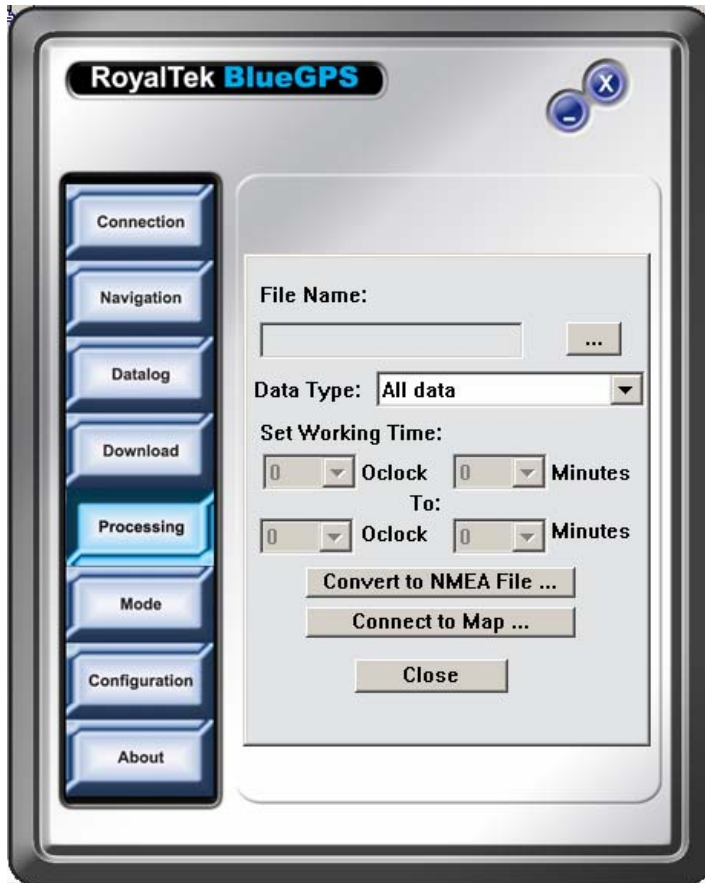 RoyalTek BlueGPS
X
Connection
Navigation
Datalog
Download
Processing
Mode
Configuration
About
File Name:
...
Data Type: All data
Set Working Time:
0 Oclock 0 Minutes
To:
0 Oclock 0 Minutes
Convert to NMEA File ...
Connect to Map ...
Close